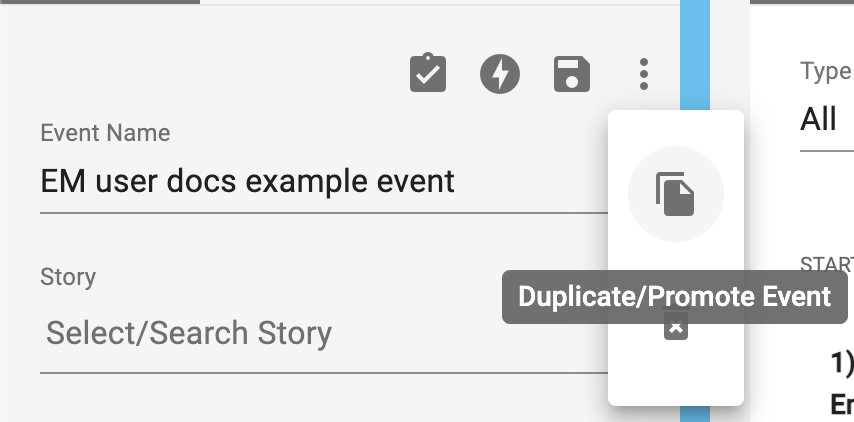 Event Name
EM user docs example event
Story
Select/Search Story
Duplicate/Promote Event
Type
All
START
1)
Er